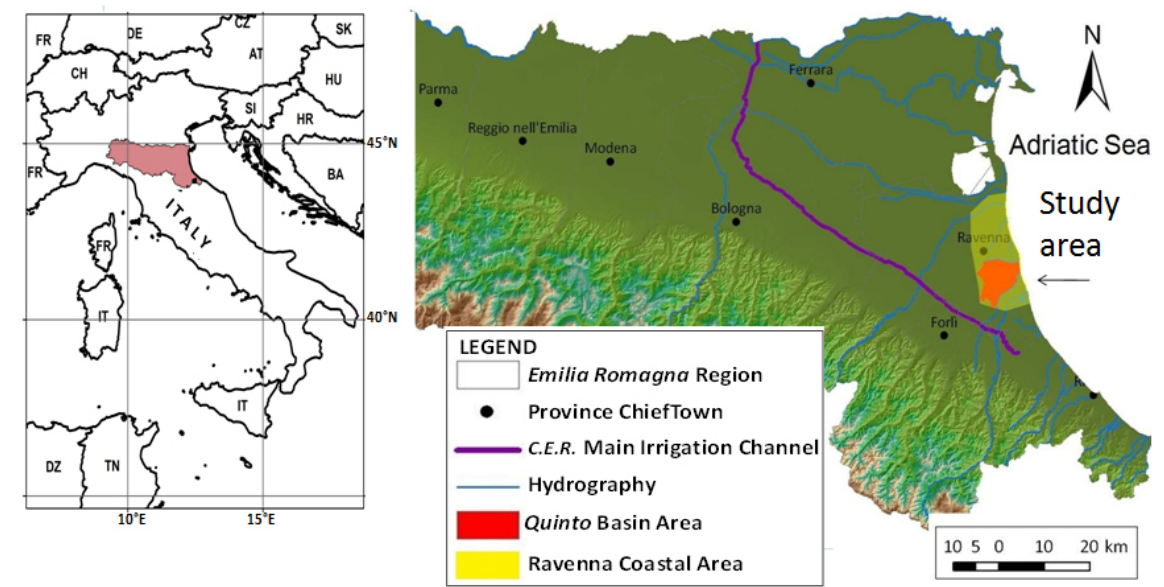 FR
DE
CZ
SK
AT
CH
HU
SI
HR
45°N
FR
BA
ITALY
FR
IT
40°N
IT
DZ
TN
10°E
15°E
N
Parma
Ferrara
Reggio nell'Emilia
Modena
Adriatic Sea
Bologna
Study
area
Ravenna
Forlì
LEGEND
Emilia Romagna Region
Province ChiefTown
C.E.R. Main Irrigation Channel
Hydrography
Quinto Basin Area
Ravenna Coastal Area
10 5 0 10 20 km